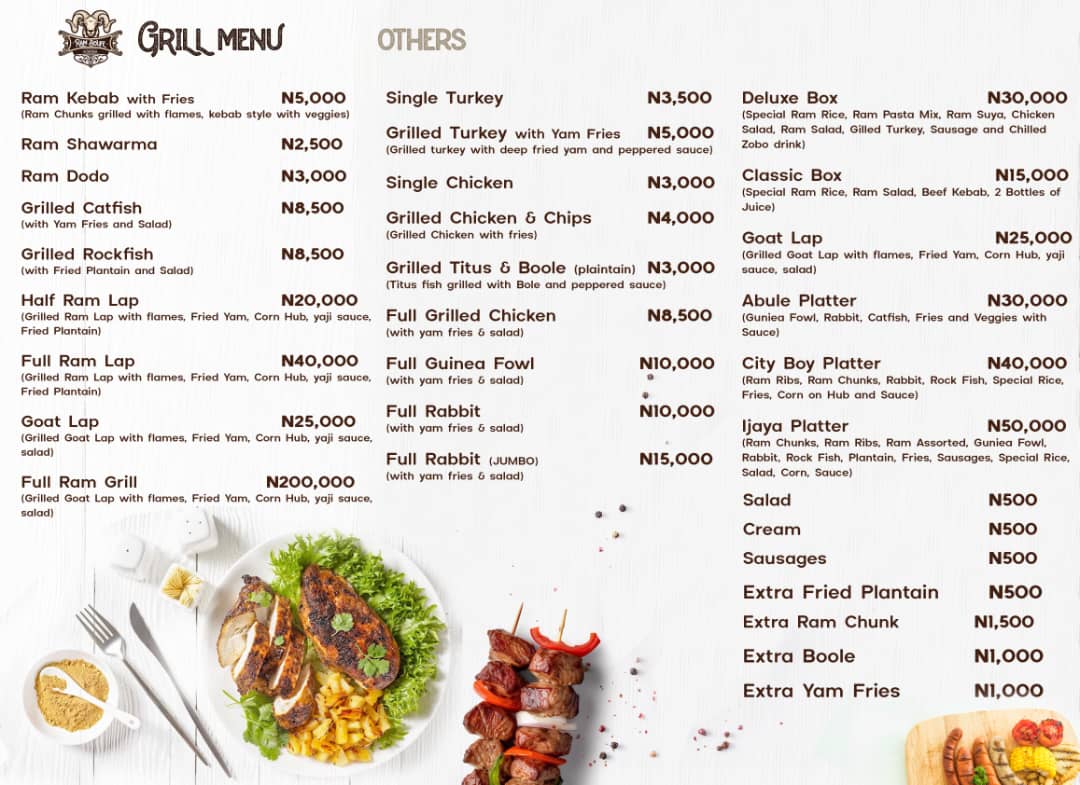 RAM
GRILL MENU
OTHERS
Ram Kebab with Fries N5,000
(Ram Chunks grilled with flames, kebab style with veggies)
Ram Shawarma N2,500
Ram Dodo N3,000
Grilled Catfish N8,500
(with Yam Fries and Salad)
Grilled Rockfish N8,500
(with Fried Plantain and Salad)
Half Ram Lap N20,000
(Grilled Ram Lap with flames, Fried Yam, Corn Hub, yaji sauce,
Fried Plantain)
Full Ram Lap N40,000
(Grilled Ram Lap with flames, Fried Yam, Corn Hub, yaji sauce,
Fried Plantain)
Goat Lap N25,000
(Grilled Goat Lap with flames, Fried Yam, Corn Hub, yaji sauce,
salad)
Full Ram Grill N200,000
(Grilled Goat Lap with flames, Fried Yam, Corn Hub, yaji sauce,
salad)
Single Turkey N3,500
Grilled Turkey with Yam Fries N5,000
(Grilled turkey with deep fried yam and peppered sauce)
Single Chicken N3,000
Grilled Chicken & Chips N4,000
(Grilled Chicken with fries)
Grilled Titus & Boole (plaintain) N3,000
(Titus fish grilled with Bole and peppered sauce)
Full Grilled Chicken N8,500
(with yam fries & salad)
Full Guinea Fowl N10,000
(with yam fries & salad)
Full Rabbit N10,000
(with yam fries & salad)
Full Rabbit (JUMBO) N15,000
(with yam fries & salad)
Deluxe Box N30,000
(Special Ram Rice, Ram Pasta Mix, Ram Suya, Chicken
Salad, Ram Salad, Gilled Turkey, Sausage and Chilled
Zobo drink)
Classic Box N15,000
(Special Ram Rice, Ram Salad, Beef Kebab, 2 Bottles of
Juice)
Goat Lap N25,000
(Grilled Goat Lap with flames, Fried Yam, Corn Hub, yaji
sauce, salad)
Abule Platter N30,000
(Guniea Fowl, Rabbit, Catfish, Fries and Veggies with
Sauce)
City Boy Platter N40,000
(Ram Ribs, Ram Chunks, Rabbit, Rock Fish, Special Rice,
Fries, Corn on Hub and Sauce)
Ijaya Platter N50,000
(Ram Chunks, Ram Ribs, Ram Assorted, Guniea Fowl,
Rabbit, Rock Fish, Plantain, Fries, Sausages, Special Rice,
Salad, Corn, Sauce)
Salad N500
Cream N500
Sausages N500
Extra Fried Plantain N500
Extra Ram Chunk N1,500
Extra Boole N1,000
Extra Yam Fries N1,000